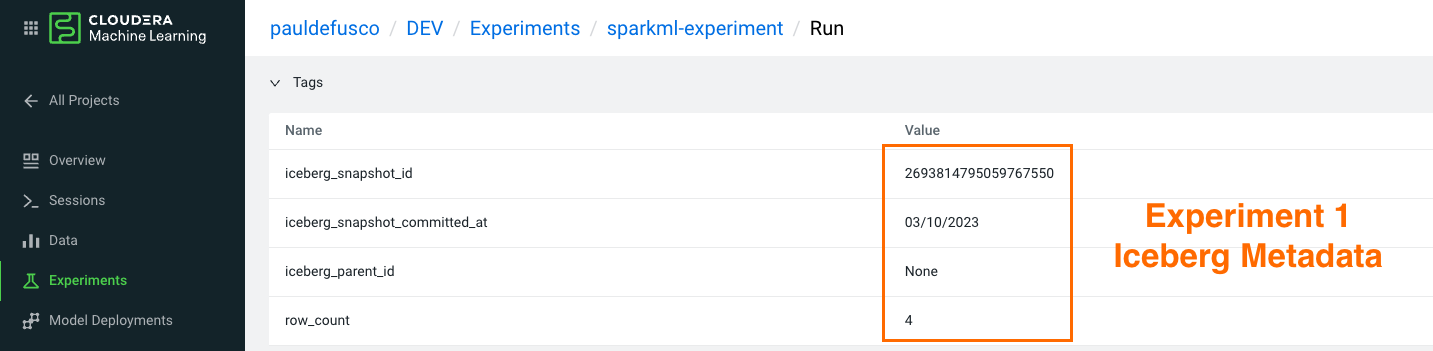 CLOUDERA
Machine Learning
pauldefusco / DEV / Experiments / sparkml-experiment / Run
All Projects
Overview
Sessions
Data
Experiments
Model Deployments
Tags
Name Value
iceberg_snapshot_id 2693814795059767550
iceberg_snapshot_committed_at 03/10/2023
iceberg_parent_id None
row_count 4
Experiment 1
Iceberg Metadata